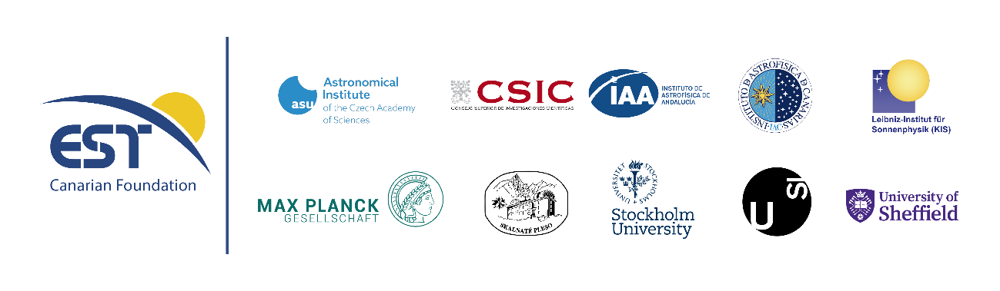 EST
Canarian Foundation
asu
Astronomical
Institute
of the Czech Academy
of Sciences
CSIC
CONSEJO SUPERIOR DE INVESTIGACIONES CIENTÍFICAS
IAA
INSTITUTO DE
ASTROFÍSICA DE
ANDALUCÍA
INSTITUTO D ASTROFISICA D CANARIAS
·IAC·
Leibniz-Institut für
Sonnenphysik (KIS)
MAX PLANCK
GESELLSCHAFT
SKALNATÉ PLESO
STOCKHOLMS UNIVERSITET
Stockholm
University
U
SI
University of
Sheffield